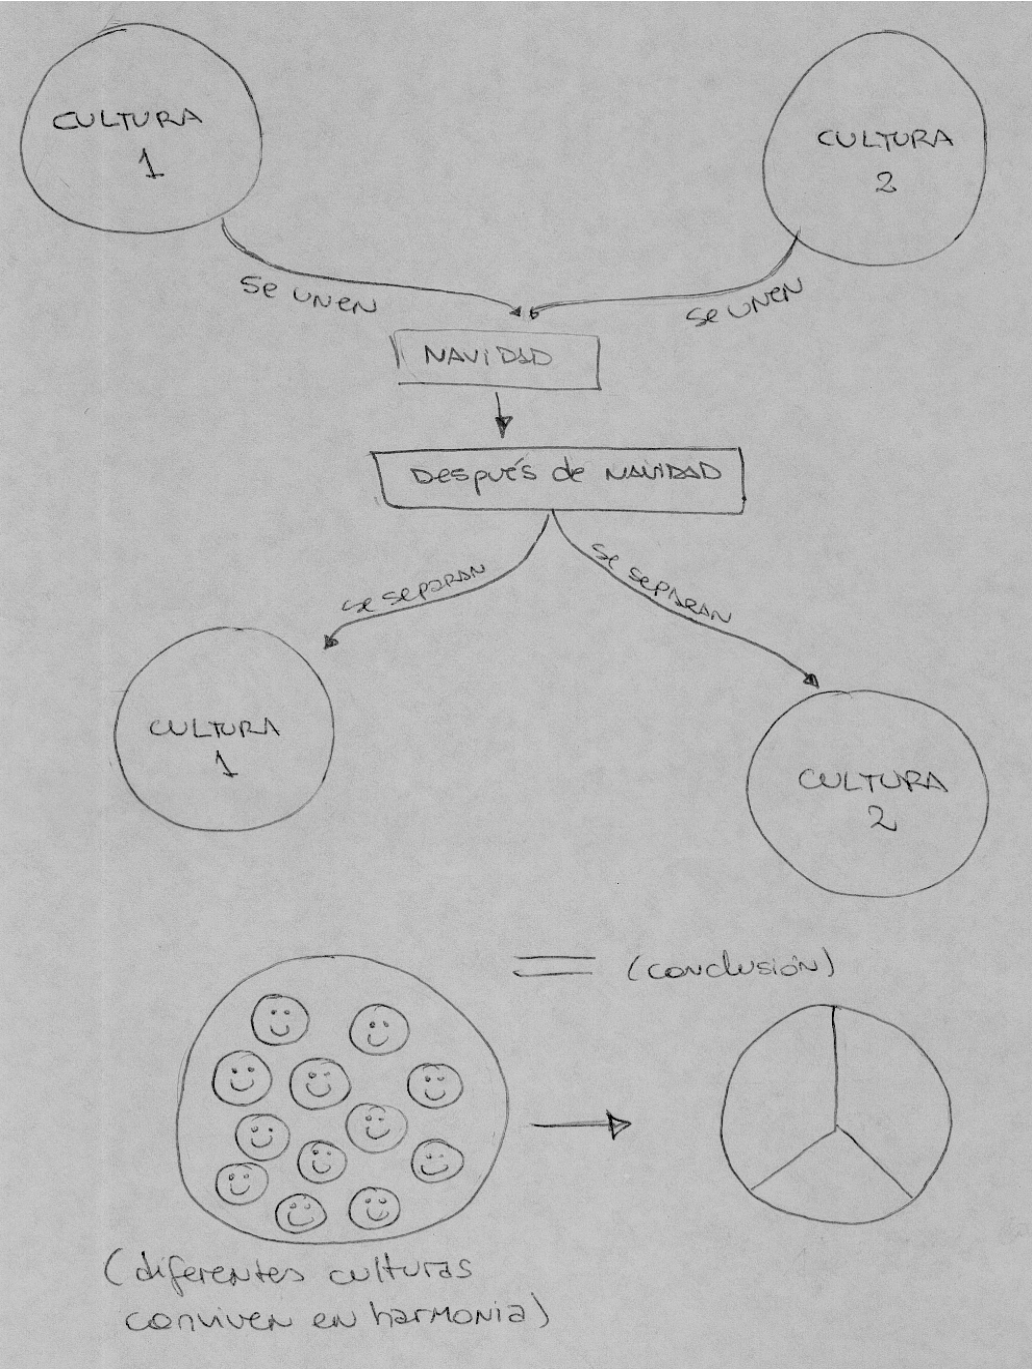 CULTURA
1
CULTURA
2
se unen
se unen
NAVIDAD
Después de NAVIDAD
se separan
se separan
CULTURA
1
CULTURA
2
(conclusión)
(diferentes culturas
conviven en harmonia)